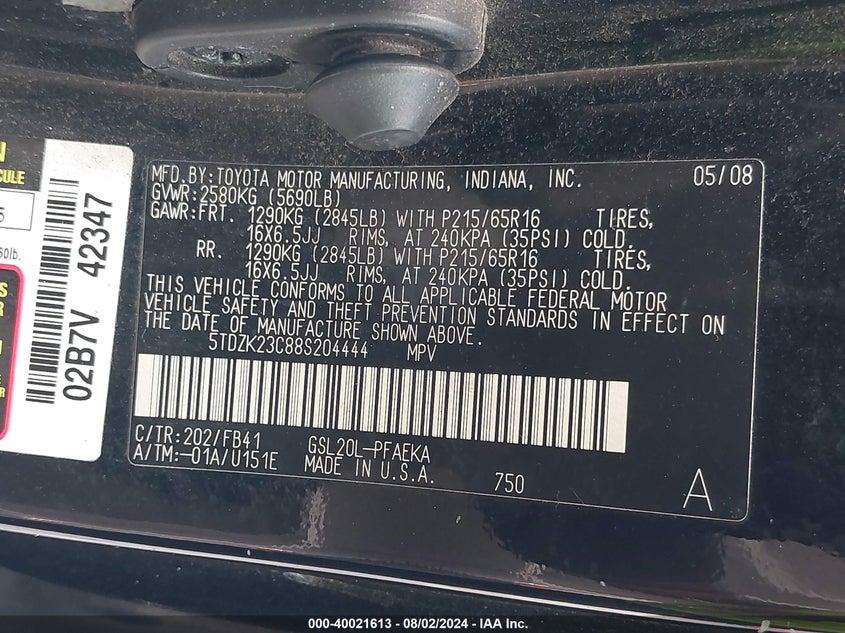 N
CULE
5
50lb.
S
R
E
OR
02B7V 42347
MFD.BY:TOYOTA MOTOR MANUFACTURING, INDIANA, INC. 05/08
GVWR:2580KG (5690LB)
GAWR:FRT. 1290KG (2845LB) WITH P215/65R16 TIRES,
16X6.5JJ RIMS, AT 240KPA (35PSI) COLD.
RR. 1290KG (2845LB) WITH P215/65R16 TIRES,
16X6.5JJ RIMS, AT 240KPA (35PSI) COLD.
THIS VEHICLE CONFORMS TO ALL APPLICABLE FEDERAL MOTOR
VEHICLE SAFETY AND THEFT PREVENTION STANDARDS IN EFFECT ON
THE DATE OF MANUFACTURE SHOWN ABOVE.
5TDZK23C88S204444 MPV
C/TR:202/FB41 GSL20L-PFAEKA
A/TM:-01A/U151E MADE IN U.S.A. 750 A
000-40021613 - 08/02/2024 - IAA Inc.